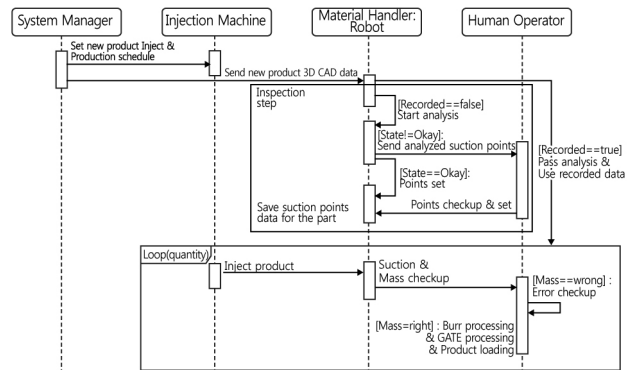 System Manager
Injection Machine
Material Handler:
Robot
Human Operator
Set new product Inject &
Production schedule
Send new product 3D CAD data
Inspection
step
[Recorded==false]
Start analysis
[State!=Okay]:
Send analyzed suction points
[Recorded==true]
Pass analysis &
Use recorded data
[State==Okay]:
Points set
Save suction points
data for the part
Points checkup & set
Loop(quantity)
Inject product
Suction &
Mass checkup
[Mass==wrong] :
Error checkup
[Mass=right] : Burr processing
& GATE processing
& Product loading